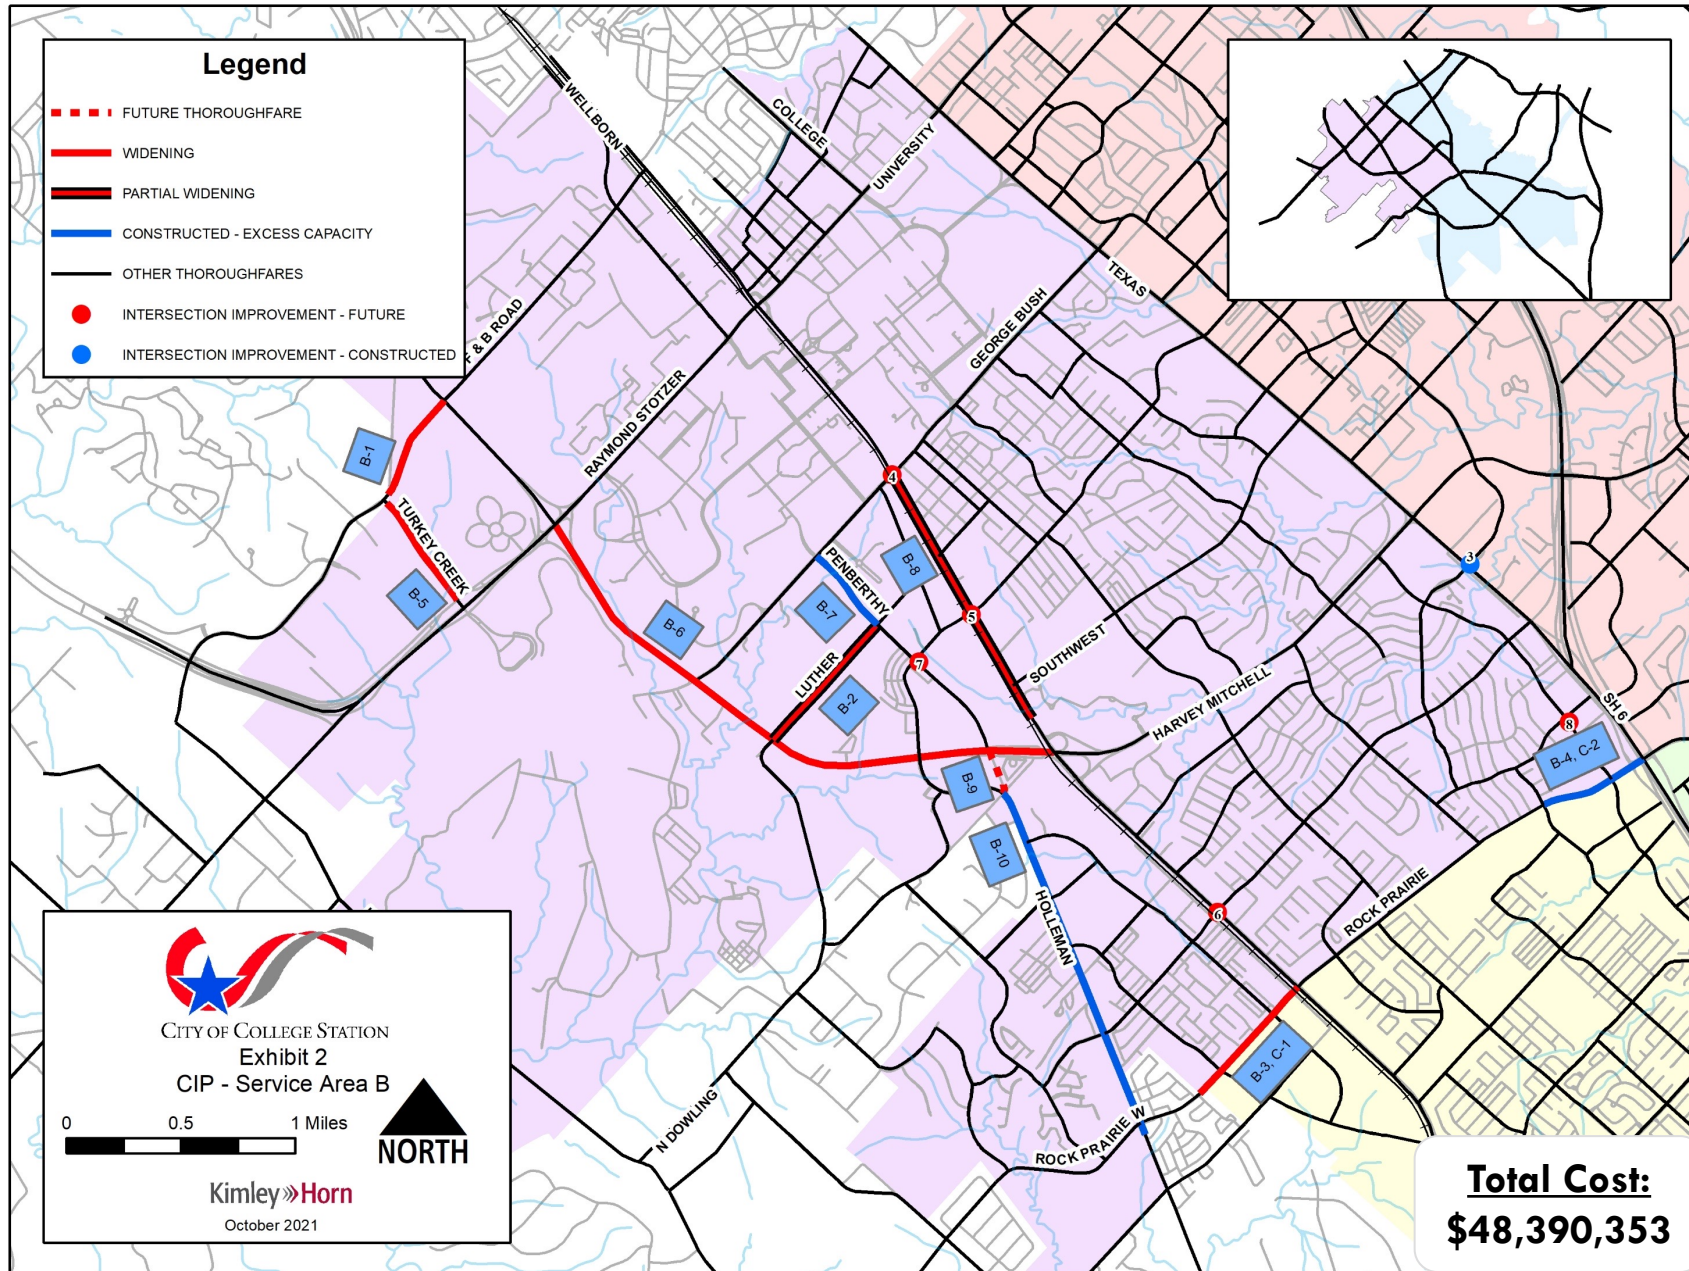 Legend
FUTURE THOROUGHFARE
WIDENING
PARTIAL WIDENING
CONSTRUCTED - EXCESS CAPACITY
OTHER THOROUGHFARES
INTERSECTION IMPROVEMENT - FUTURE
INTERSECTION IMPROVEMENT - CONSTRUCTED
WELLBORN
COLLEGE
UNIVERSITY
TEXAS
GEORGE BUSH
F & B ROAD
RAYMOND STOTZER
B-1
TURKEY CREEK
B-5
B-6
PENBERTHY
B-7
B-8
LUTHER
B-2
4
5
7
3
SOUTHWEST
HARVEY MITCHELL
SH 6
8
B-4, C-2
B-9
B-10
HOLLEMAN
6
ROCK PRAIRIE
B-3, C-1
ROCK PRAIRIE W
N DOWLING
CITY OF COLLEGE STATION
Exhibit 2
CIP - Service Area B
0 0.5 1 Miles
NORTH
Kimley»Horn
October 2021
Total Cost:
$48,390,353